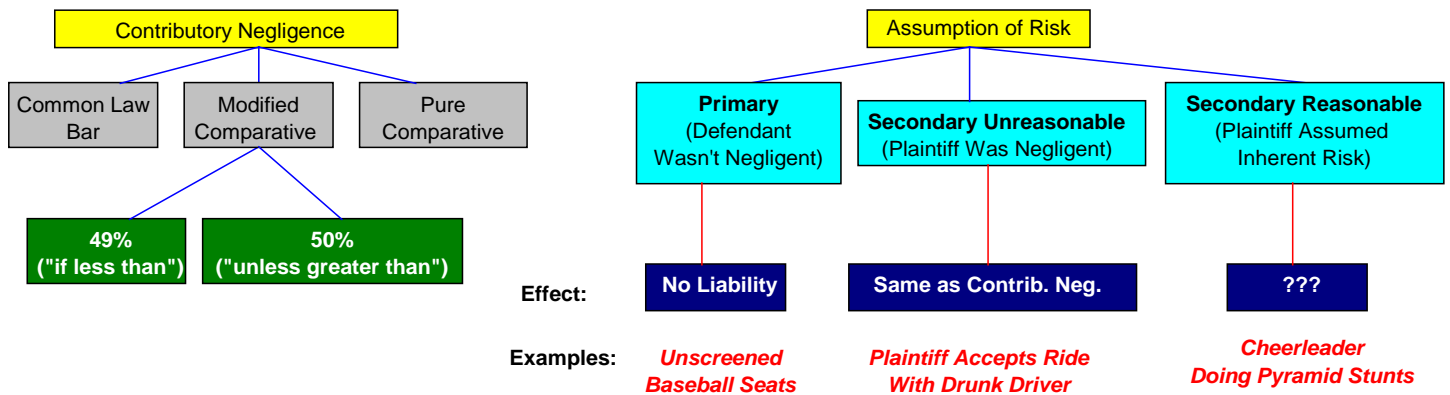 Contributory Negligence
Common Law
Bar
Modified
Comparative
Pure
Comparative
49%
("if less than")
50%
("unless greater than")
Assumption of Risk
Primary
(Defendant
Wasn't Negligent)
Secondary Unreasonable
(Plaintiff Was Negligent)
Secondary Reasonable
(Plaintiff Assumed
Inherent Risk)
Effect:
No Liability
Same as Contrib. Neg.
???
Examples:
Unscreened
Baseball Seats
Plaintiff Accepts Ride
With Drunk Driver
Cheerleader
Doing Pyramid Stunts